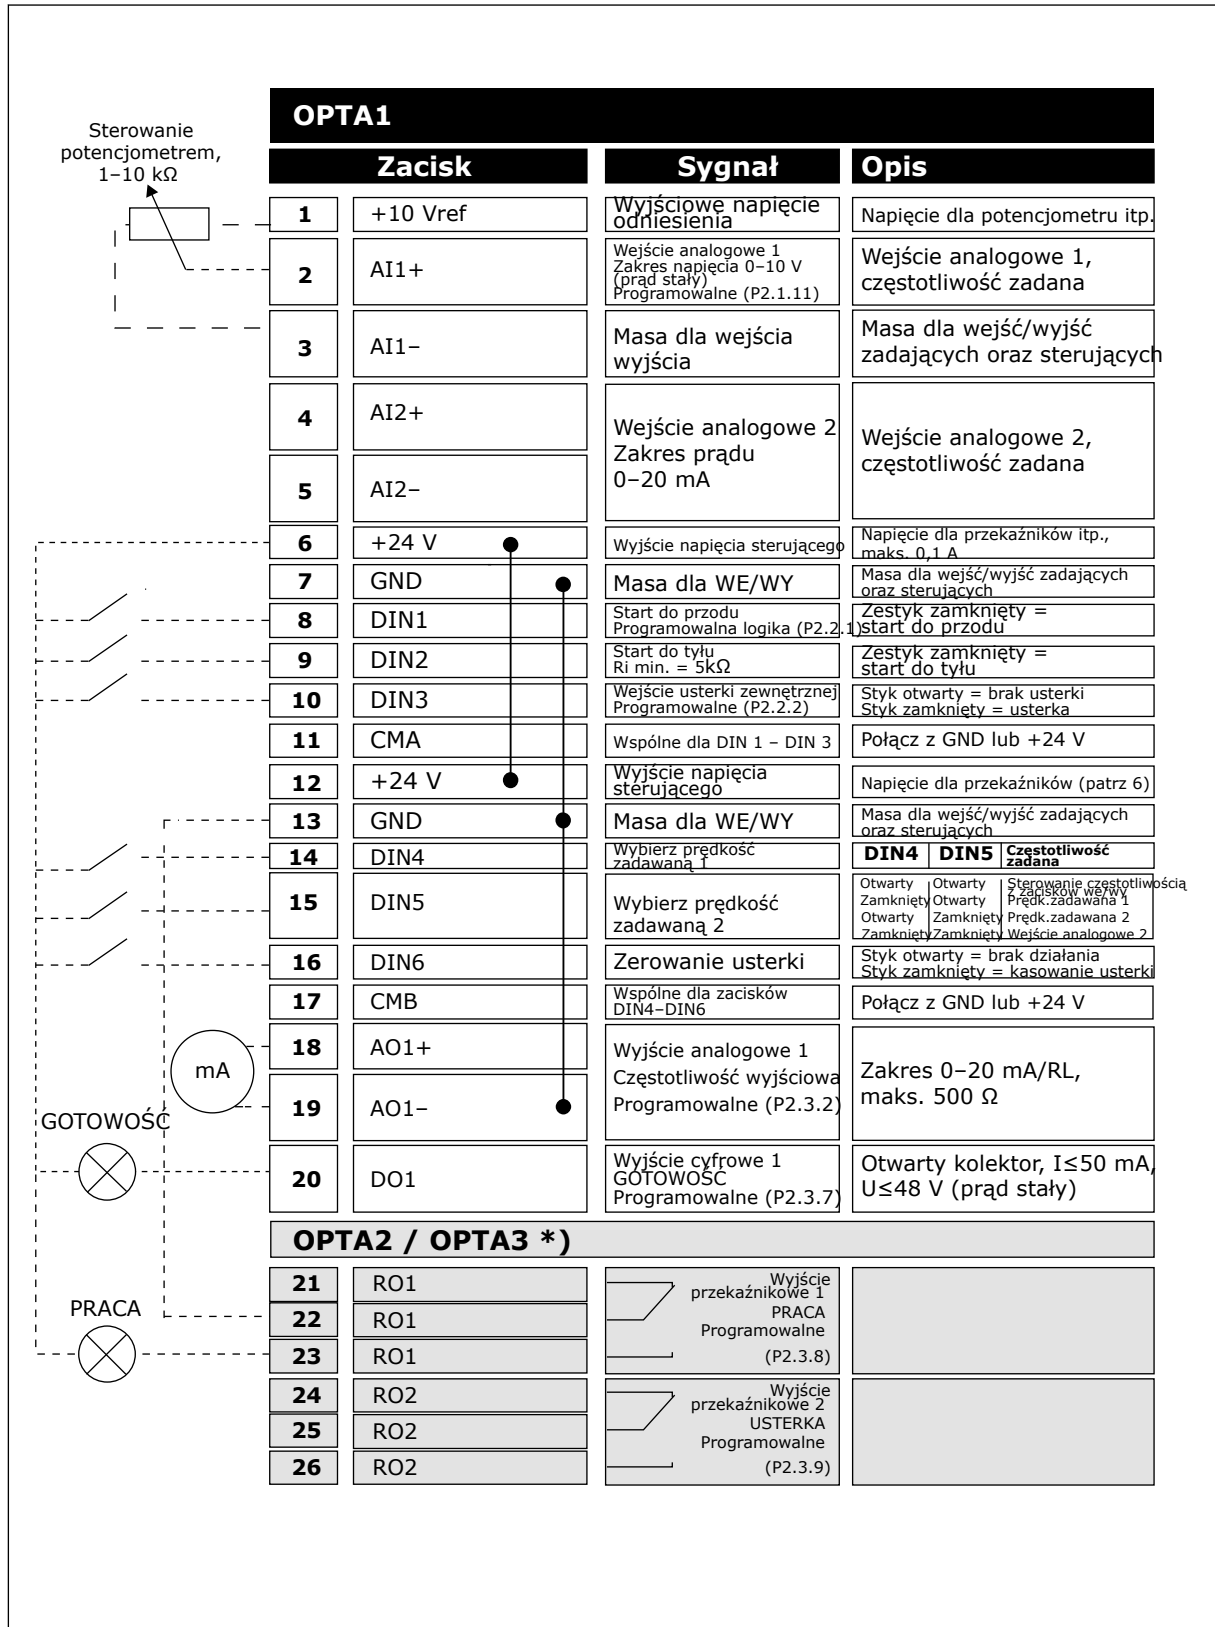 OPTA1
Sterowanie
potencjometrem,
1–10 kΩ
Zacisk
Sygnał
Opis
1
+10 Vref
Wyjściowe napięcie
odniesienia
Napięcie dla potencjometru itp.
2
AI1+
Wejście analogowe 1
Zakres napięcia 0–10 V
(prąd stały)
Programowalne (P2.1.11)
Wejście analogowe 1,
częstotliwość zadana
3
AI1–
Masa dla wejścia
wyjścia
Masa dla wejść/wyjść
zadających oraz sterujących
4
AI2+
5
AI2–
Wejście analogowe 2
Zakres prądu
0–20 mA
Wejście analogowe 2,
częstotliwość zadana
6
+24 V
Wyjście napięcia sterującego
Napięcie dla przekaźników itp.,
maks. 0,1 A
7
GND
Masa dla WE/WY
Masa dla wejść/wyjść zadających
oraz sterujących
8
DIN1
Start do przodu
Programowalna logika (P2.2.1)
Zestyk zamknięty =
start do przodu
9
DIN2
Start do tyłu
Ri min. = 5kΩ
Zestyk zamknięty =
start do tyłu
10
DIN3
Wejście usterki zewnętrznej
Programowalne (P2.2.2)
Styk otwarty = brak usterki
Styk zamknięty = usterka
11
CMA
Wspólne dla DIN 1 – DIN 3
Połącz z GND lub +24 V
12
+24 V
Wyjście napięcia
sterującego
Napięcie dla przekaźników (patrz 6)
13
GND
Masa dla WE/WY
Masa dla wejść/wyjść zadających
oraz sterujących
14
DIN4
Wybierz prędkość
zadawaną 1
DIN4 DIN5 Częstotliwość
zadana
15
DIN5
Wybierz prędkość
zadawaną 2
Otwarty Otwarty Sterowanie częstotliwością
z zacisków we/wy
Zamknięty Otwarty Prędk.zadawana 1
Otwarty Zamknięty Prędk.zadawana 2
Zamknięty Zamknięty Wejście analogowe 2
16
DIN6
Zerowanie usterki
Styk otwarty = brak działania
Styk zamknięty = kasowanie usterki
17
CMB
Wspólne dla zacisków
DIN4–DIN6
Połącz z GND lub +24 V
mA
18
AO1+
19
AO1–
Wyjście analogowe 1
Częstotliwość wyjściowa
Programowalne (P2.3.2)
Zakres 0–20 mA/RL,
maks. 500 Ω
GOTOWOŚĆ
20
DO1
Wyjście cyfrowe 1
GOTOWOŚĆ
Programowalne (P2.3.7)
Otwarty kolektor, I≤50 mA,
U≤48 V (prąd stały)
OPTA2 / OPTA3 *)
PRACA
21
RO1
22
RO1
23
RO1
Wyjście
przekaźnikowe 1
PRACA
Programowalne
(P2.3.8)
24
RO2
25
RO2
26
RO2
Wyjście
przekaźnikowe 2
USTERKA
Programowalne
(P2.3.9)